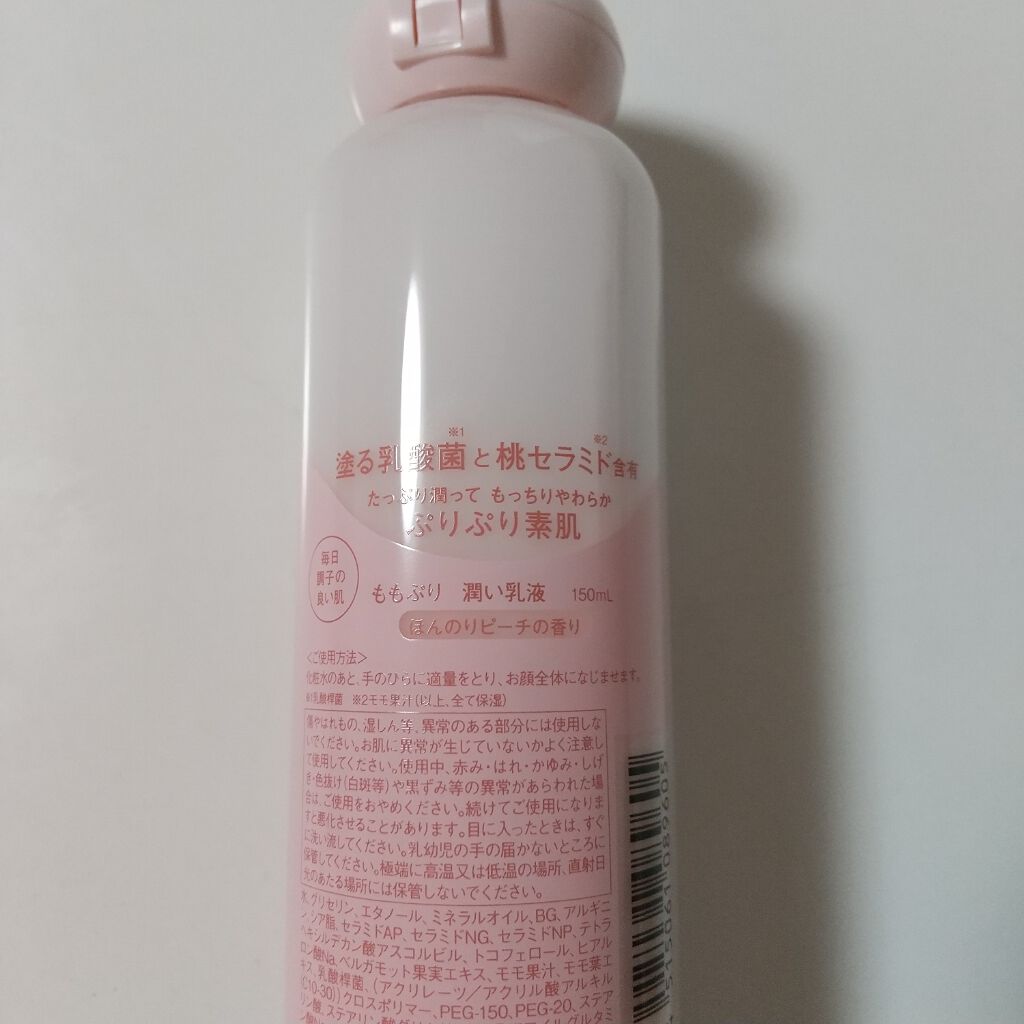 ※1 ※2
塗る乳酸菌と桃セラミド含有
たっぷり潤って もっちりやわらか
ぷりぷり素肌
毎日
調子の
良い肌
ももぷり 潤い乳液 150mL
ほんのりピーチの香り
<ご使用方法>
化粧水のあと、手のひらに適量をとり、お顔全体になじませます。
※1乳酸桿菌 ※2モモ果汁(以上、全て保湿)
傷やはれもの、湿しん等、異常のある部分には使用しな
いでください。お肌に異常が生じていないかよく注意し
て使用してください。使用中、赤み・はれ・かゆみ・しげ
き・色抜け(白斑等)や黒ずみ等の異常があらわれた場
合は、ご使用をおやめください。続けてご使用になりま
すと悪化させることがあります。目に入ったときは、すぐ
に洗い流してください。乳幼児の手の届かないところに
保管してください。極端に高温又は低温の場所、直射日
光のあたる場所には保管しないでください。
水、グリセリン、エタノール、ミネラルオイル、BG、アルギニ
ン、シア脂、セラミドAP、セラミドNG、セラミドNP、テトラ
ヘキシルデカン酸アスコルビル、トコフェロール、ヒアル
ロン酸Na、ベルガモット果実エキス、モモ果汁、モモ葉エ
キス、乳酸桿菌、(アクリレーツ/アクリル酸アルキル
(C10-30))クロスポリマー、PEG-150、PEG-20、ステア
リン酸、ステアリン酸
515061 089605